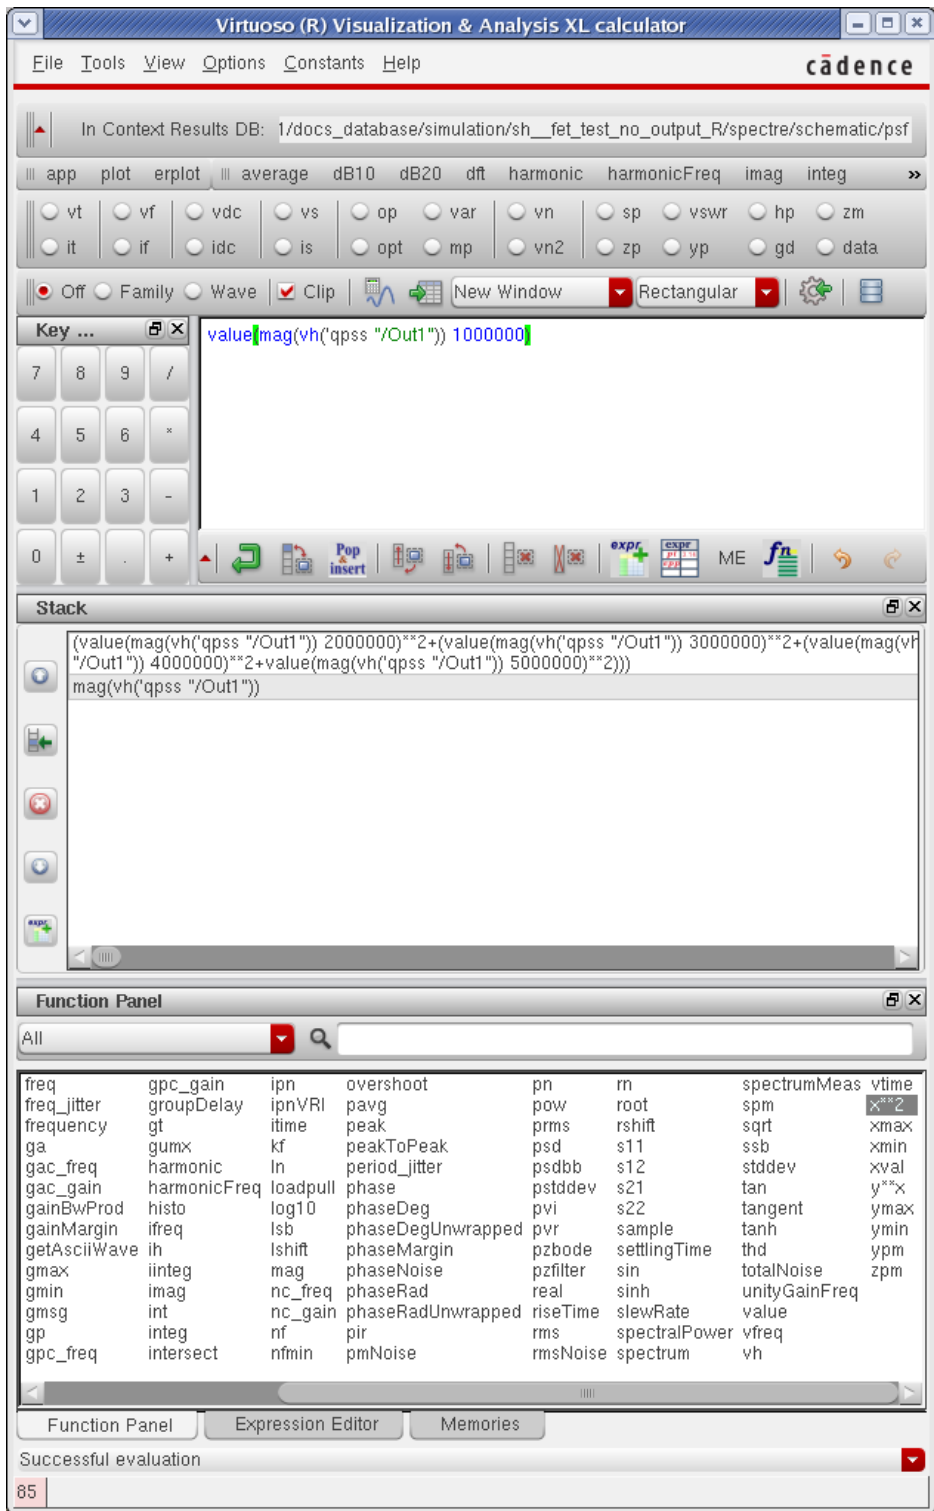 Virtuoso (R) Visualization & Analysis XL calculator
File Tools View Options Constants Help cādence
In Context Results DB: 1/docs_database/simulation/sh__fet_test_no_output_R/spectre/schematic/psf
app plot erplot average dB10 dB20 dft harmonic harmonicFreq imag integ »
vt vf vdc vs op var vn sp vswr hp zm
it if idc is opt mp vn2 zp yp gd data
Off Family Wave Clip New Window Rectangular
Key ...
value(mag(vh('qpss "/Out1")) 1000000)
7 8 9 /
4 5 6 *
1 2 3 -
0 ± . +
Pop & insert expr expr ME fn
Stack
(value(mag(vh('qpss "/Out1")) 2000000)**2+(value(mag(vh('qpss "/Out1")) 3000000)**2+(value(mag(vh
"/Out1")) 4000000)**2+value(mag(vh('qpss "/Out1")) 5000000)**2)))
mag(vh('qpss "/Out1"))
expr
Function Panel
All
freq gpc_gain ipn overshoot pn rn spectrumMeas vtime
freq_jitter groupDelay ipnVRI pavg pow root spm x**2
frequency gt itime peak prms rshift sqrt xmax
ga gumx kf peakToPeak psd s11 ssb xmin
gac_freq harmonic ln period_jitter psdbb s12 stddev xval
gac_gain harmonicFreq loadpull phase pstddev s21 tan y**x
gainBwProd histo log10 phaseDeg pvi s22 tangent ymax
gainMargin ifreq lsb phaseDegUnwrapped pvr sample tanh ymin
getAsciiWave ih lshift phaseMargin pzbode settlingTime thd ypm
gmax iinteg mag phaseNoise pzfilter sin totalNoise zpm
gmin imag nc_freq phaseRad real sinh unityGainFreq
gmsg int nc_gain phaseRadUnwrapped riseTime slewRate value
gp integ nf pir rms spectralPower vfreq
gpc_freq intersect nfmin pmNoise rmsNoise spectrum vh
Function Panel Expression Editor Memories
Successful evaluation
85